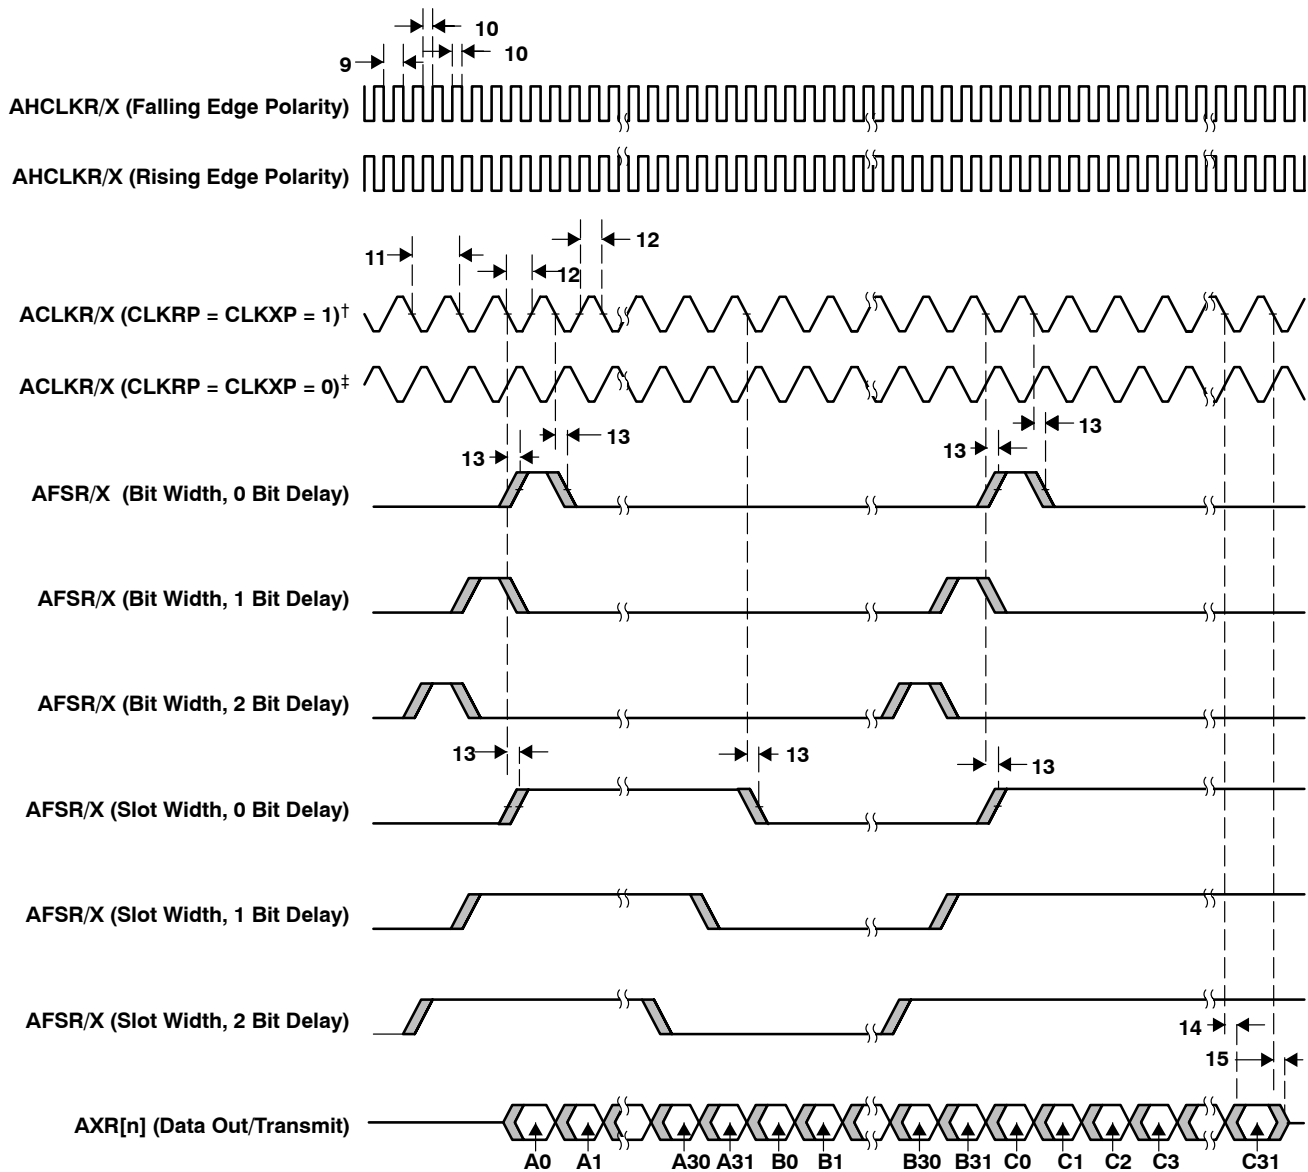 10
10
9
AHCLKR/X (Falling Edge Polarity)
AHCLKR/X (Rising Edge Polarity)
12
11
12
ACLKR/X (CLKRP = CLKXP = 1)†
ACLKR/X (CLKRP = CLKXP = 0)‡
13
13
13
13
AFSR/X (Bit Width, 0 Bit Delay)
AFSR/X (Bit Width, 1 Bit Delay)
AFSR/X (Bit Width, 2 Bit Delay)
13
13
13
AFSR/X (Slot Width, 0 Bit Delay)
AFSR/X (Slot Width, 1 Bit Delay)
AFSR/X (Slot Width, 2 Bit Delay)
14
15
AXR[n] (Data Out/Transmit)
A0 A1 A30 A31 B0 B1 B30 B31 C0 C1 C2 C3 C31